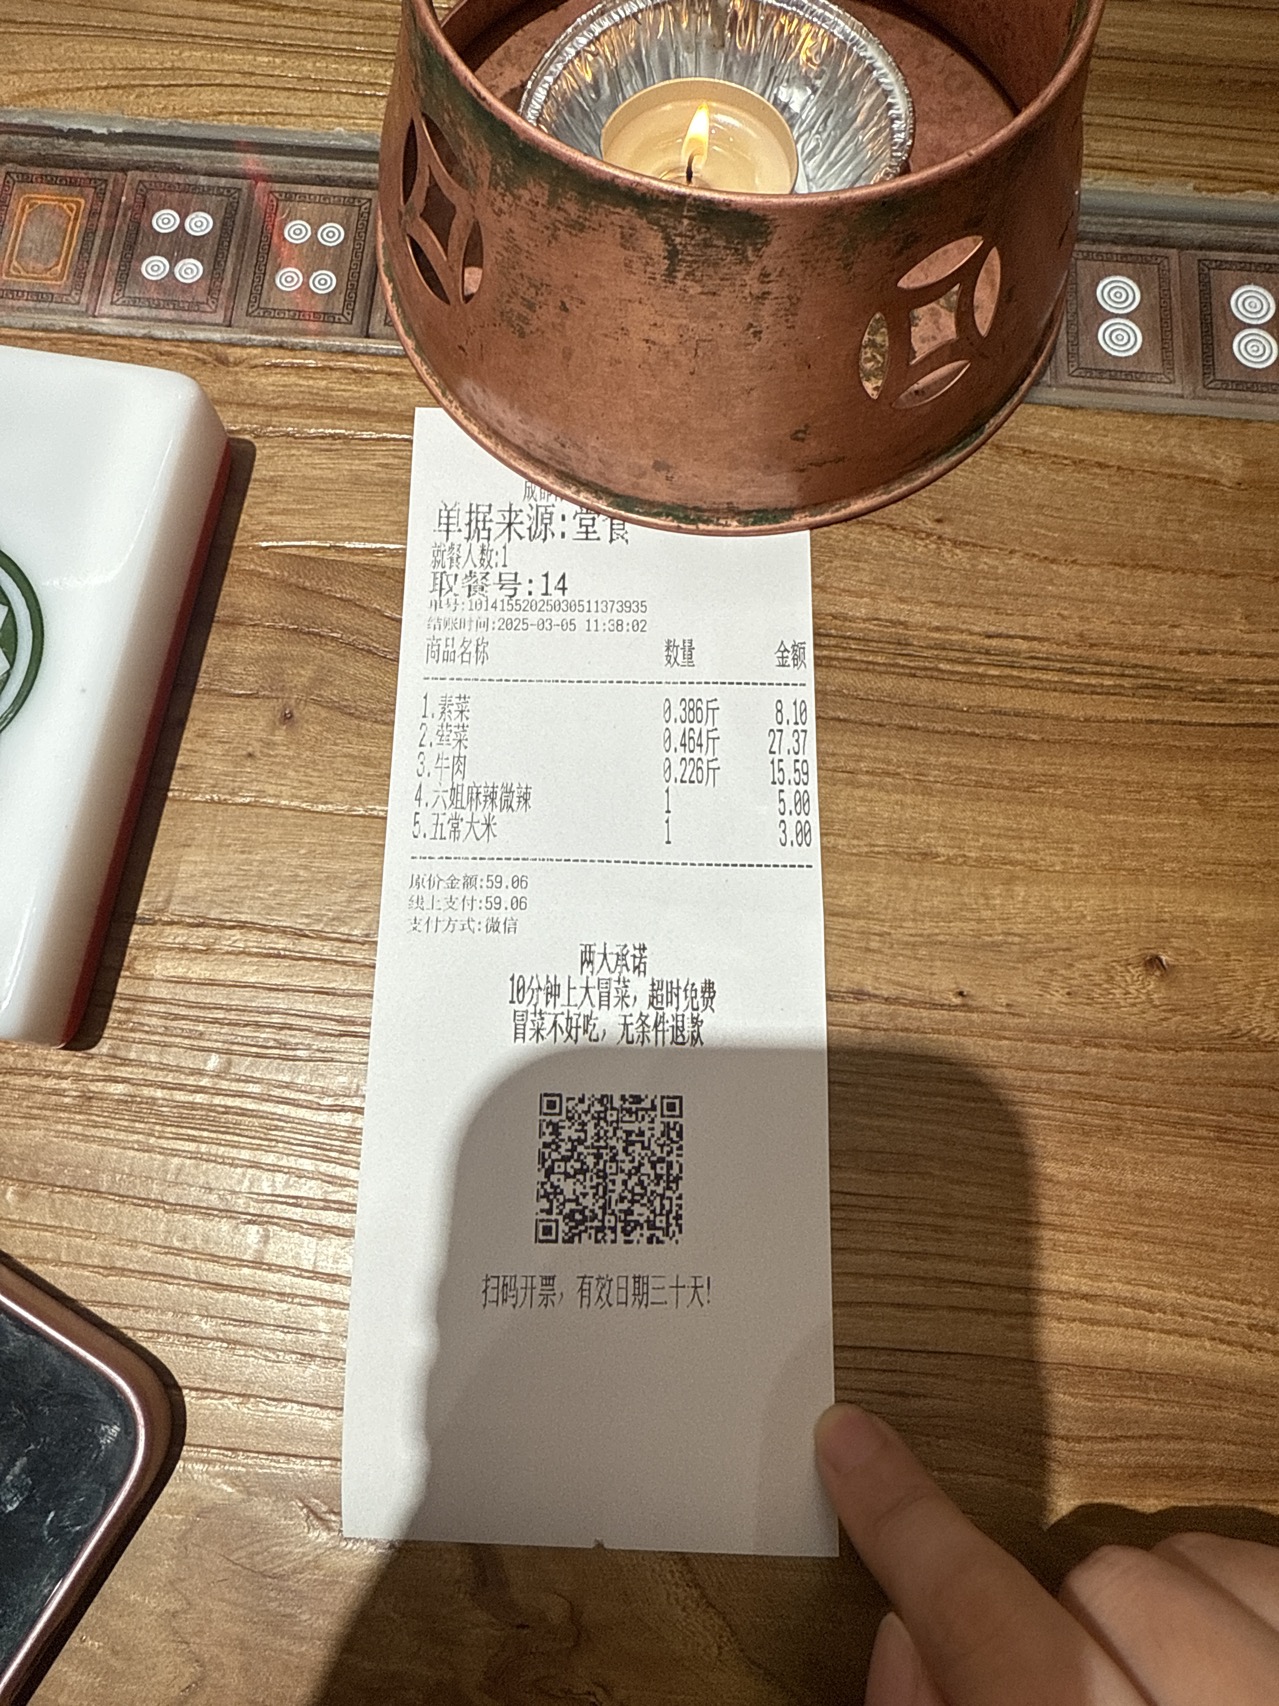 成都
单据来源:堂食
就餐人数:1
取餐号:14
单号:10141552025030511373935
结账时间:2025-03-05 11:38:02
商品名称 数量 金额
1.素菜 0.386斤 8.10
2.荤菜 0.464斤 27.37
3.牛肉 0.226斤 15.59
4.六姐麻辣微辣 1 5.00
5.五常大米 1 3.00
原价金额:59.06
线上支付:59.06
支付方式:微信
两大承诺
10分钟上大冒菜，超时免费
冒菜不好吃，无条件退款
扫码开票，有效日期三十天!